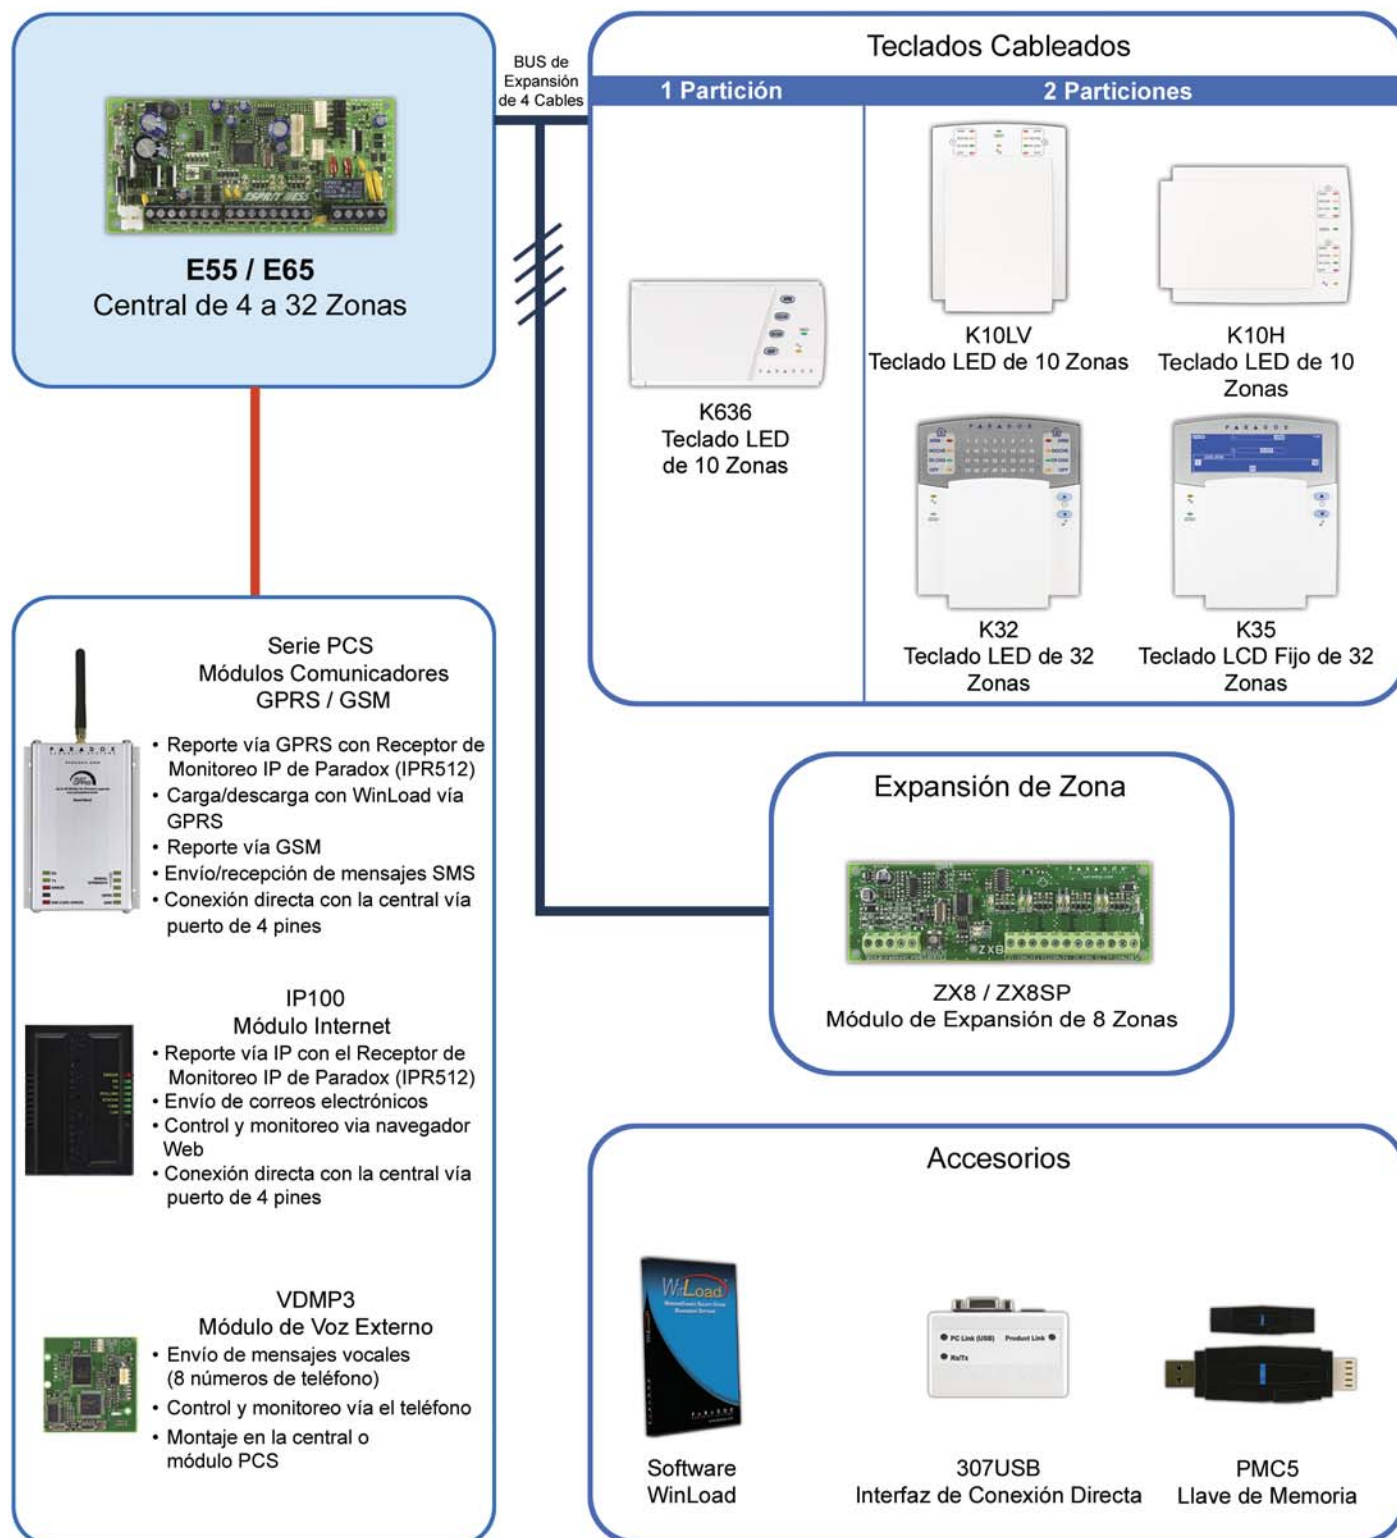 E55 / E65
Central de 4 a 32 Zonas
BUS de
Expansión
de 4 Cables
Teclados Cableados
1 Partición
2 Particiones
K636
Teclado LED
de 10 Zonas
K10LV
Teclado LED de 10 Zonas
K10H
Teclado LED de 10
Zonas
PARADOX
K32
Teclado LED de 32
Zonas
PARADOX
K35
Teclado LCD Fijo de 32
Zonas
Serie PCS
Módulos Comunicadores
GPRS / GSM
PARADOX
• Reporte vía GPRS con Receptor de
Monitoreo IP de Paradox (IPR512)
• Carga/descarga con WinLoad vía
GPRS
• Reporte vía GSM
• Envío/recepción de mensajes SMS
• Conexión directa con la central vía
puerto de 4 pines
IP100
Módulo Internet
• Reporte vía IP con el Receptor de
Monitoreo IP de Paradox (IPR512)
• Envío de correos electrónicos
• Control y monitoreo via navegador
Web
• Conexión directa con la central vía
puerto de 4 pines
VDMP3
Módulo de Voz Externo
• Envío de mensajes vocales
(8 números de teléfono)
• Control y monitoreo vía el teléfono
• Montaje en la central o
módulo PCS
Expansión de Zona
ZX8
ZX8 / ZX8SP
Módulo de Expansión de 8 Zonas
Accesorios
WinLoad
Software
WinLoad
PC Link (USB) Product Link
Rx/Tx
307USB
Interfaz de Conexión Directa
PMC5
Llave de Memoria